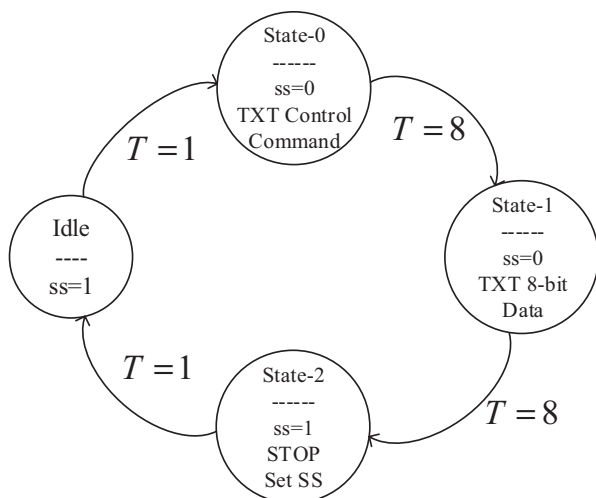 State-0
------
ss=0
TXT Control
Command
T = 1
T = 8
Idle
----
ss=1
State-1
------
ss=0
TXT 8-bit
Data
T = 1
State-2
------
ss=1
STOP
Set SS
T = 8